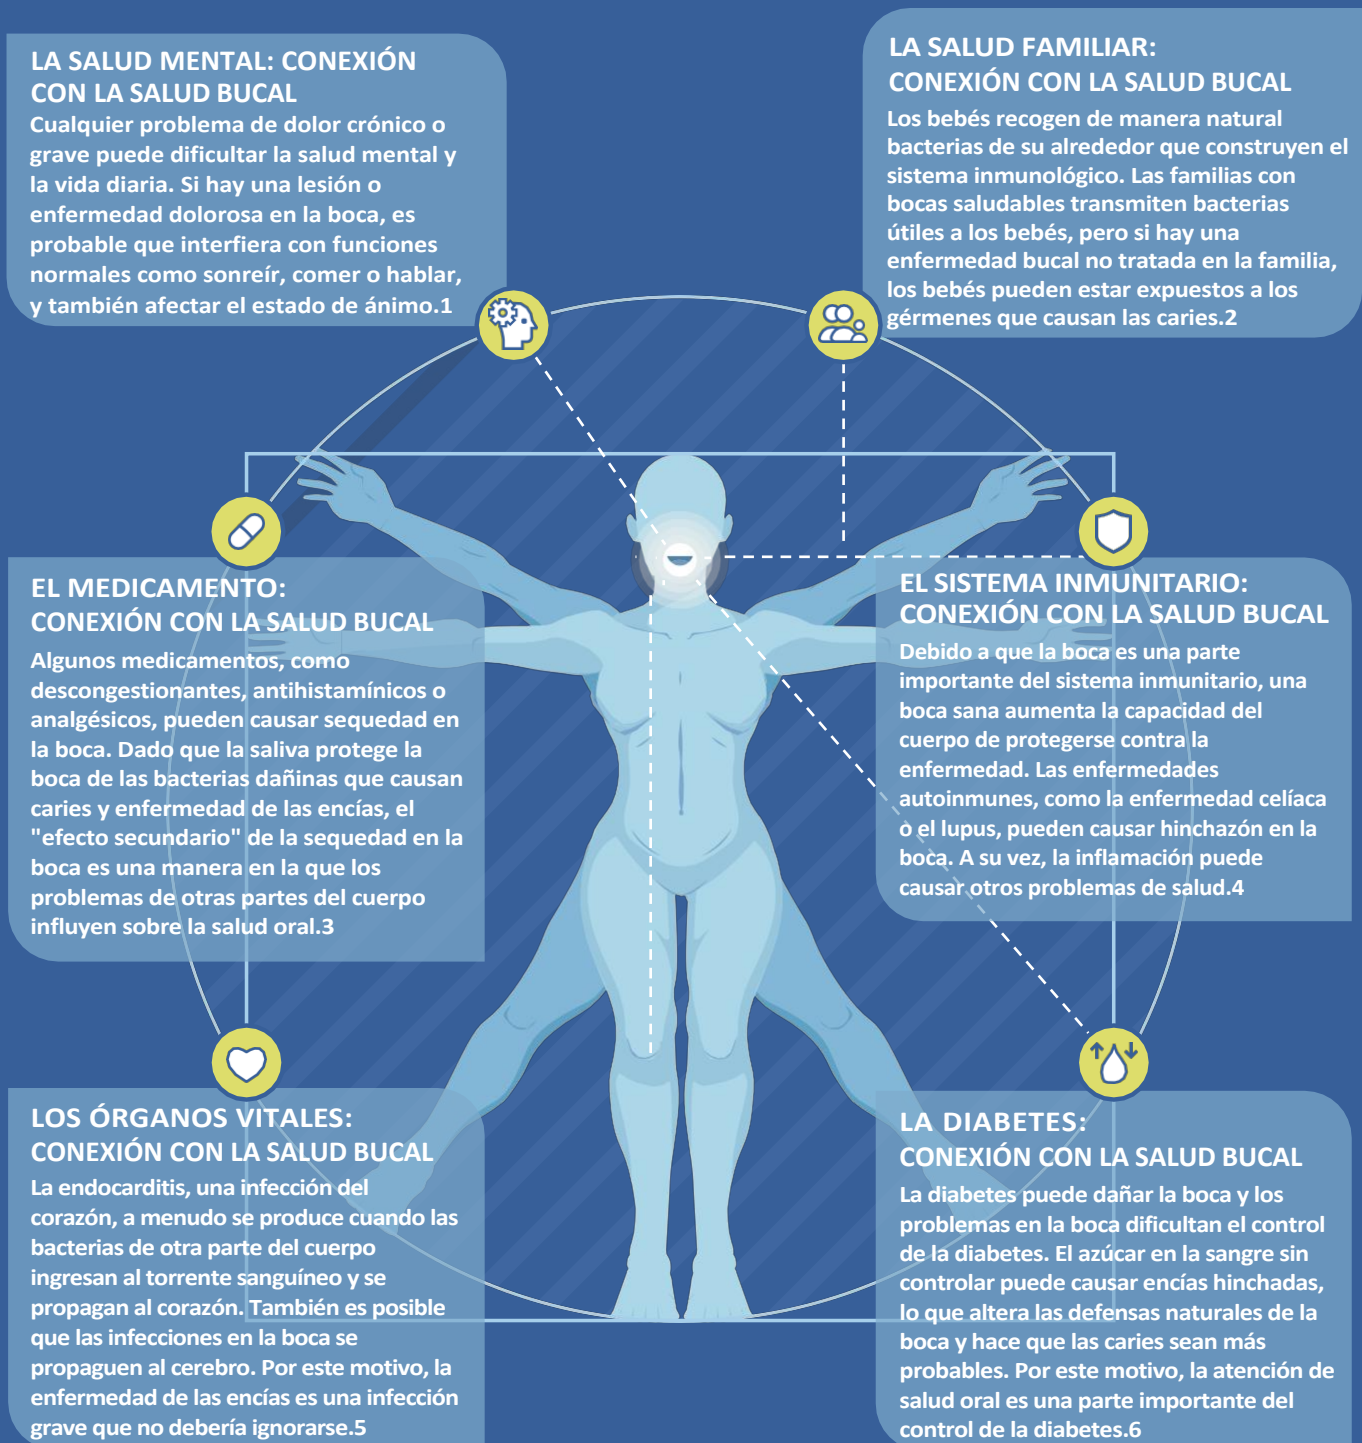 LA SALUD MENTAL: CONEXIÓN
CON LA SALUD BUCAL
Cualquier problema de dolor crónico o
grave puede dificultar la salud mental y
la vida diaria. Si hay una lesión o
enfermedad dolorosa en la boca, es
probable que interfiera con funciones
normales como sonreír, comer o hablar,
y también afectar el estado de ánimo.1
LA SALUD FAMILIAR:
CONEXIÓN CON LA SALUD BUCAL
Los bebés recogen de manera natural
bacterias de su alrededor que construyen el
sistema inmunológico. Las familias con
bocas saludables transmiten bacterias
útiles a los bebés, pero si hay una
enfermedad bucal no tratada en la familia,
los bebés pueden estar expuestos a los
gérmenes que causan las caries.2
EL MEDICAMENTO:
CONEXIÓN CON LA SALUD BUCAL
Algunos medicamentos, como
descongestionantes, antihistamínicos o
analgésicos, pueden causar sequedad en
la boca. Dado que la saliva protege la
boca de las bacterias dañinas que causan
caries y enfermedad de las encías, el
"efecto secundario" de la sequedad en la
boca es una manera en la que los
problemas de otras partes del cuerpo
influyen sobre la salud oral.3
EL SISTEMA INMUNITARIO:
CONEXIÓN CON LA SALUD BUCAL
Debido a que la boca es una parte
importante del sistema inmunitario, una
boca sana aumenta la capacidad del
cuerpo de protegerse contra la
enfermedad. Las enfermedades
autoinmunes, como la enfermedad celíaca
o el lupus, pueden causar hinchazón en la
boca. A su vez, la inflamación puede
causar otros problemas de salud.4
LOS ÓRGANOS VITALES:
CONEXIÓN CON LA SALUD BUCAL
La endocarditis, una infección del
corazón, a menudo se produce cuando las
bacterias de otra parte del cuerpo
ingresan al torrente sanguíneo y se
propagan al corazón. También es posible
que las infecciones en la boca se
propaguen al cerebro. Por este motivo, la
enfermedad de las encías es una infección
grave que no debería ignorarse.5
LA DIABETES:
CONEXIÓN CON LA SALUD BUCAL
La diabetes puede dañar la boca y los
problemas en la boca dificultan el control
de la diabetes. El azúcar en la sangre sin
controlar puede causar encías hinchadas,
lo que altera las defensas naturales de la
boca y hace que las caries sean más
probables. Por este motivo, la atención de
salud oral es una parte importante del
control de la diabetes.6